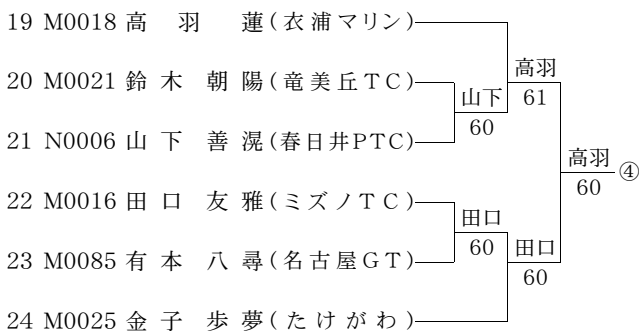 19 M0018 高 羽 蓮(衣浦マリン)
高羽
20 M0021 鈴木 朝陽(竜美丘TC)
山下
61
60
21 N0006 山下 善滉(春日井PTC)
高羽
④
60
22 M0016 田口 友雅(ミズノTC)
田口
60
田口
23 M0085 有本 八尋(名古屋GT)
60
24 M0025 金子 歩夢(たけがわ)